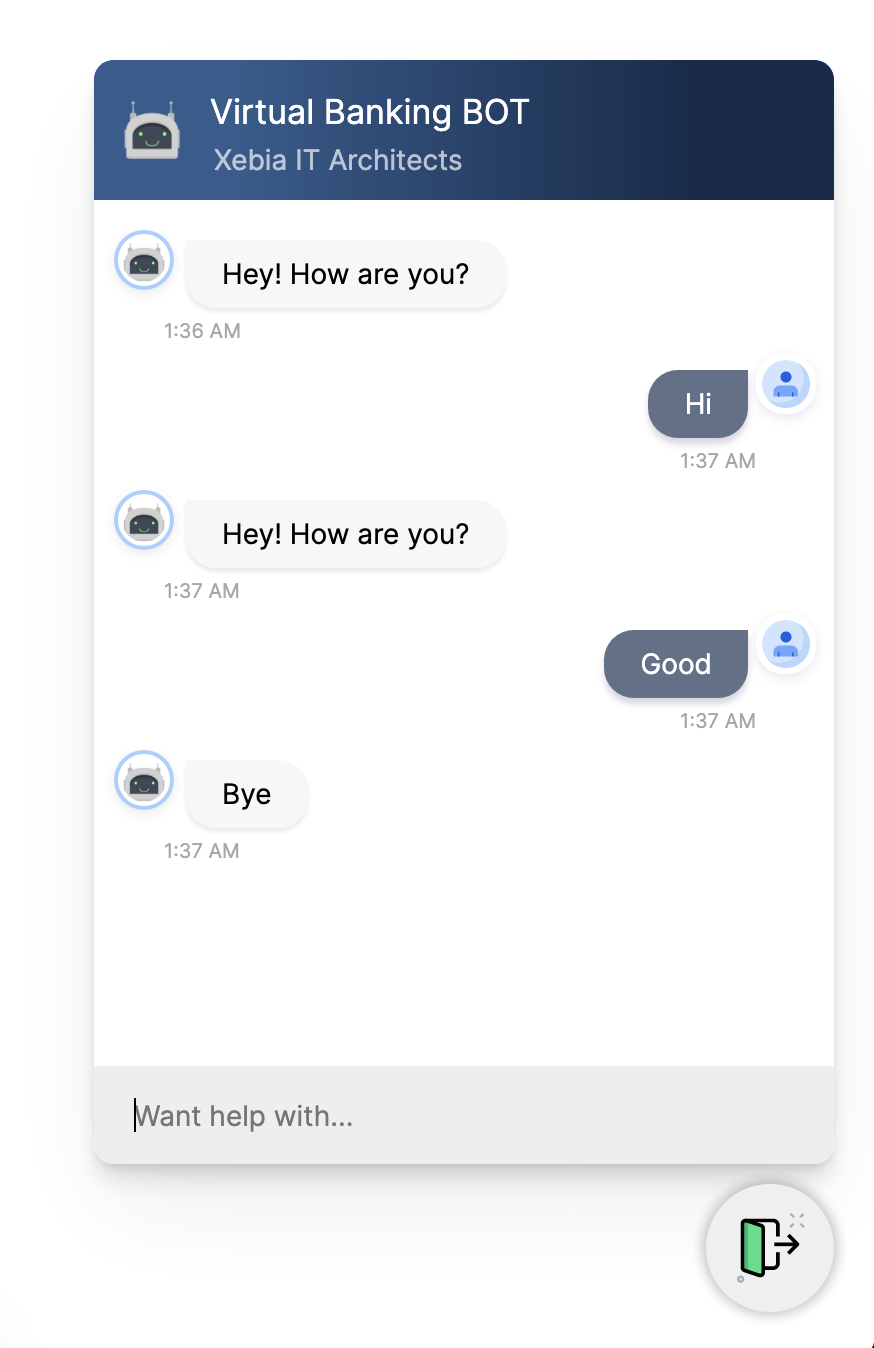 Virtual Banking BOT
Xebia IT Architects
Hey! How are you?
1:36 AM
Hi
1:37 AM
Hey! How are you?
1:37 AM
Good
1:37 AM
Bye
1:37 AM
Want help with...